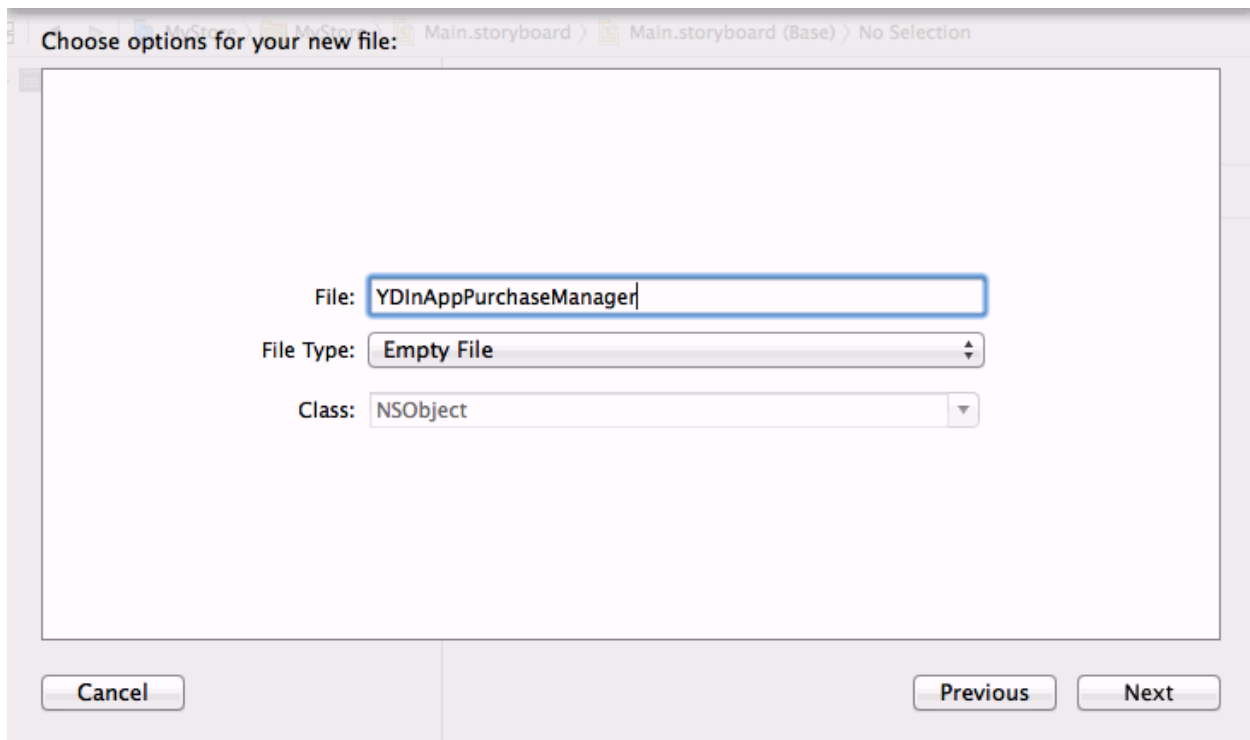 MyStore 〉 MyStore 〉 Main.storyboard 〉 Main.storyboard (Base) 〉 No Selection
Choose options for your new file:
File: YDInAppPurchaseManager
File Type: Empty File
Class: NSObject
Cancel Previous Next